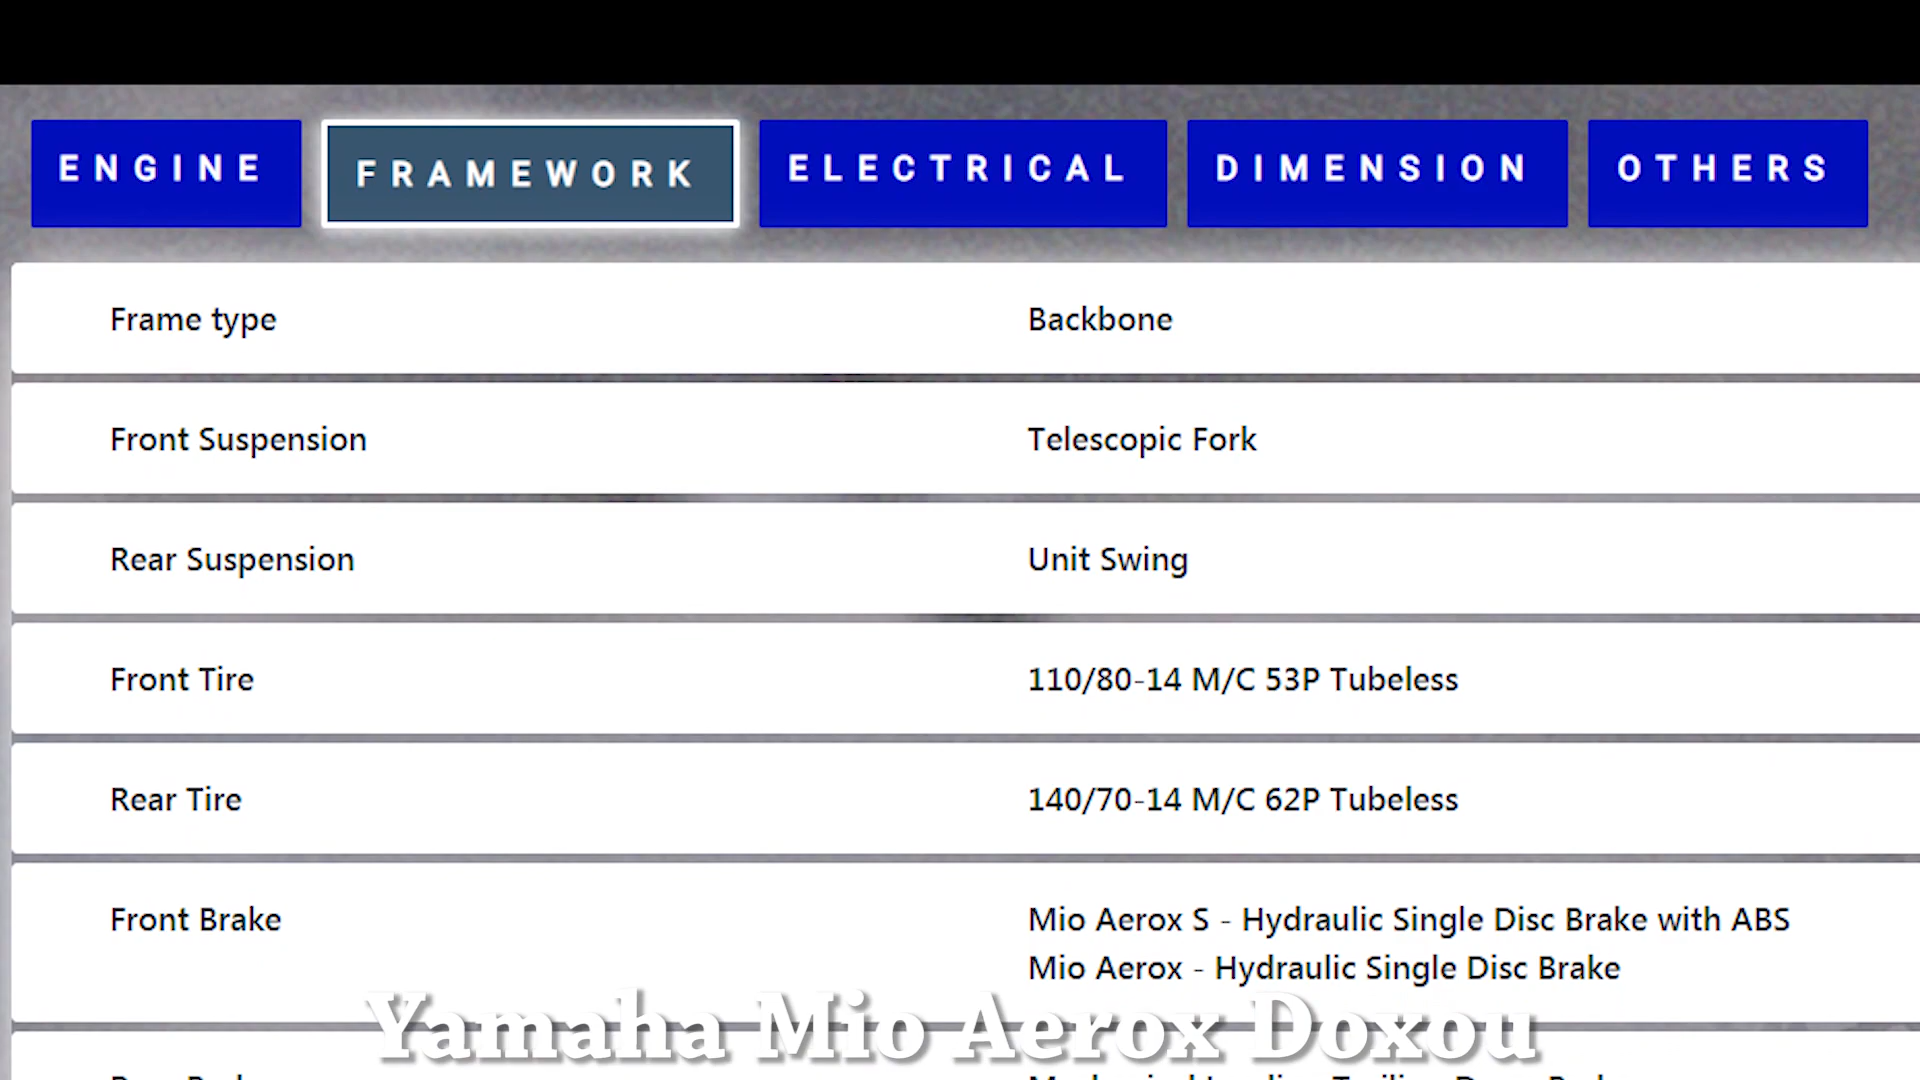 ENGINE FRAMEWORK ELECTRICAL DIMENSION OTHERS
Frame type Backbone
Front Suspension Telescopic Fork
Rear Suspension Unit Swing
Front Tire 110/80-14 M/C 53P Tubeless
Rear Tire 140/70-14 M/C 62P Tubeless
Front Brake Mio Aerox S - Hydraulic Single Disc Brake with ABS
Mio Aerox - Hydraulic Single Disc Brake
Yamaha Mio Aerox Doxou